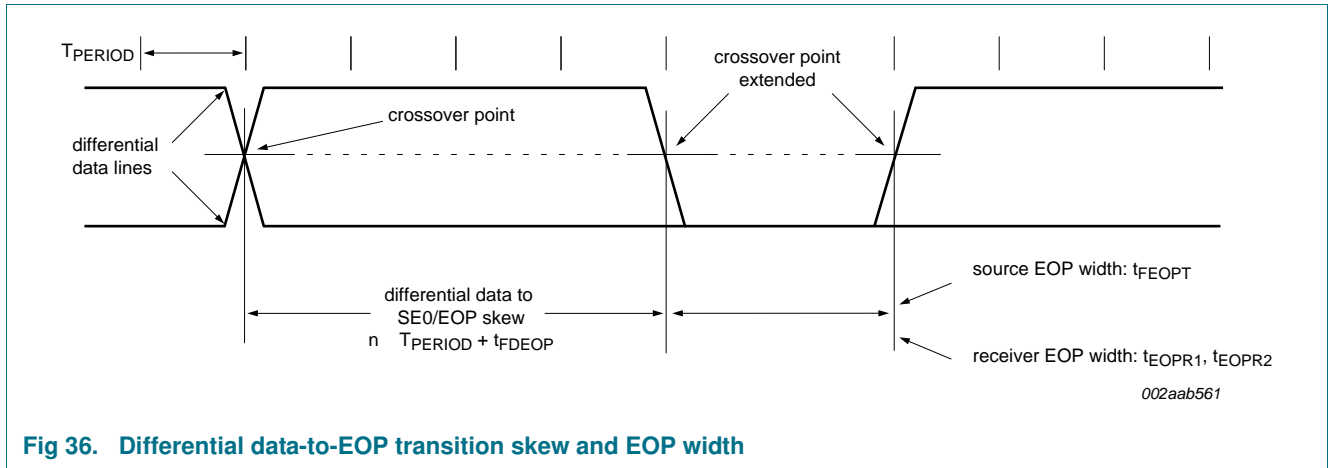 TPERIOD
crossover point
extended
crossover point
differential
data lines
differential data to
SE0/EOP skew
n TPERIOD + tFDEOP
source EOP width: tFEOPT
receiver EOP width: tEOPR1, tEOPR2
002aab561
Fig 36. Differential data-to-EOP transition skew and EOP width